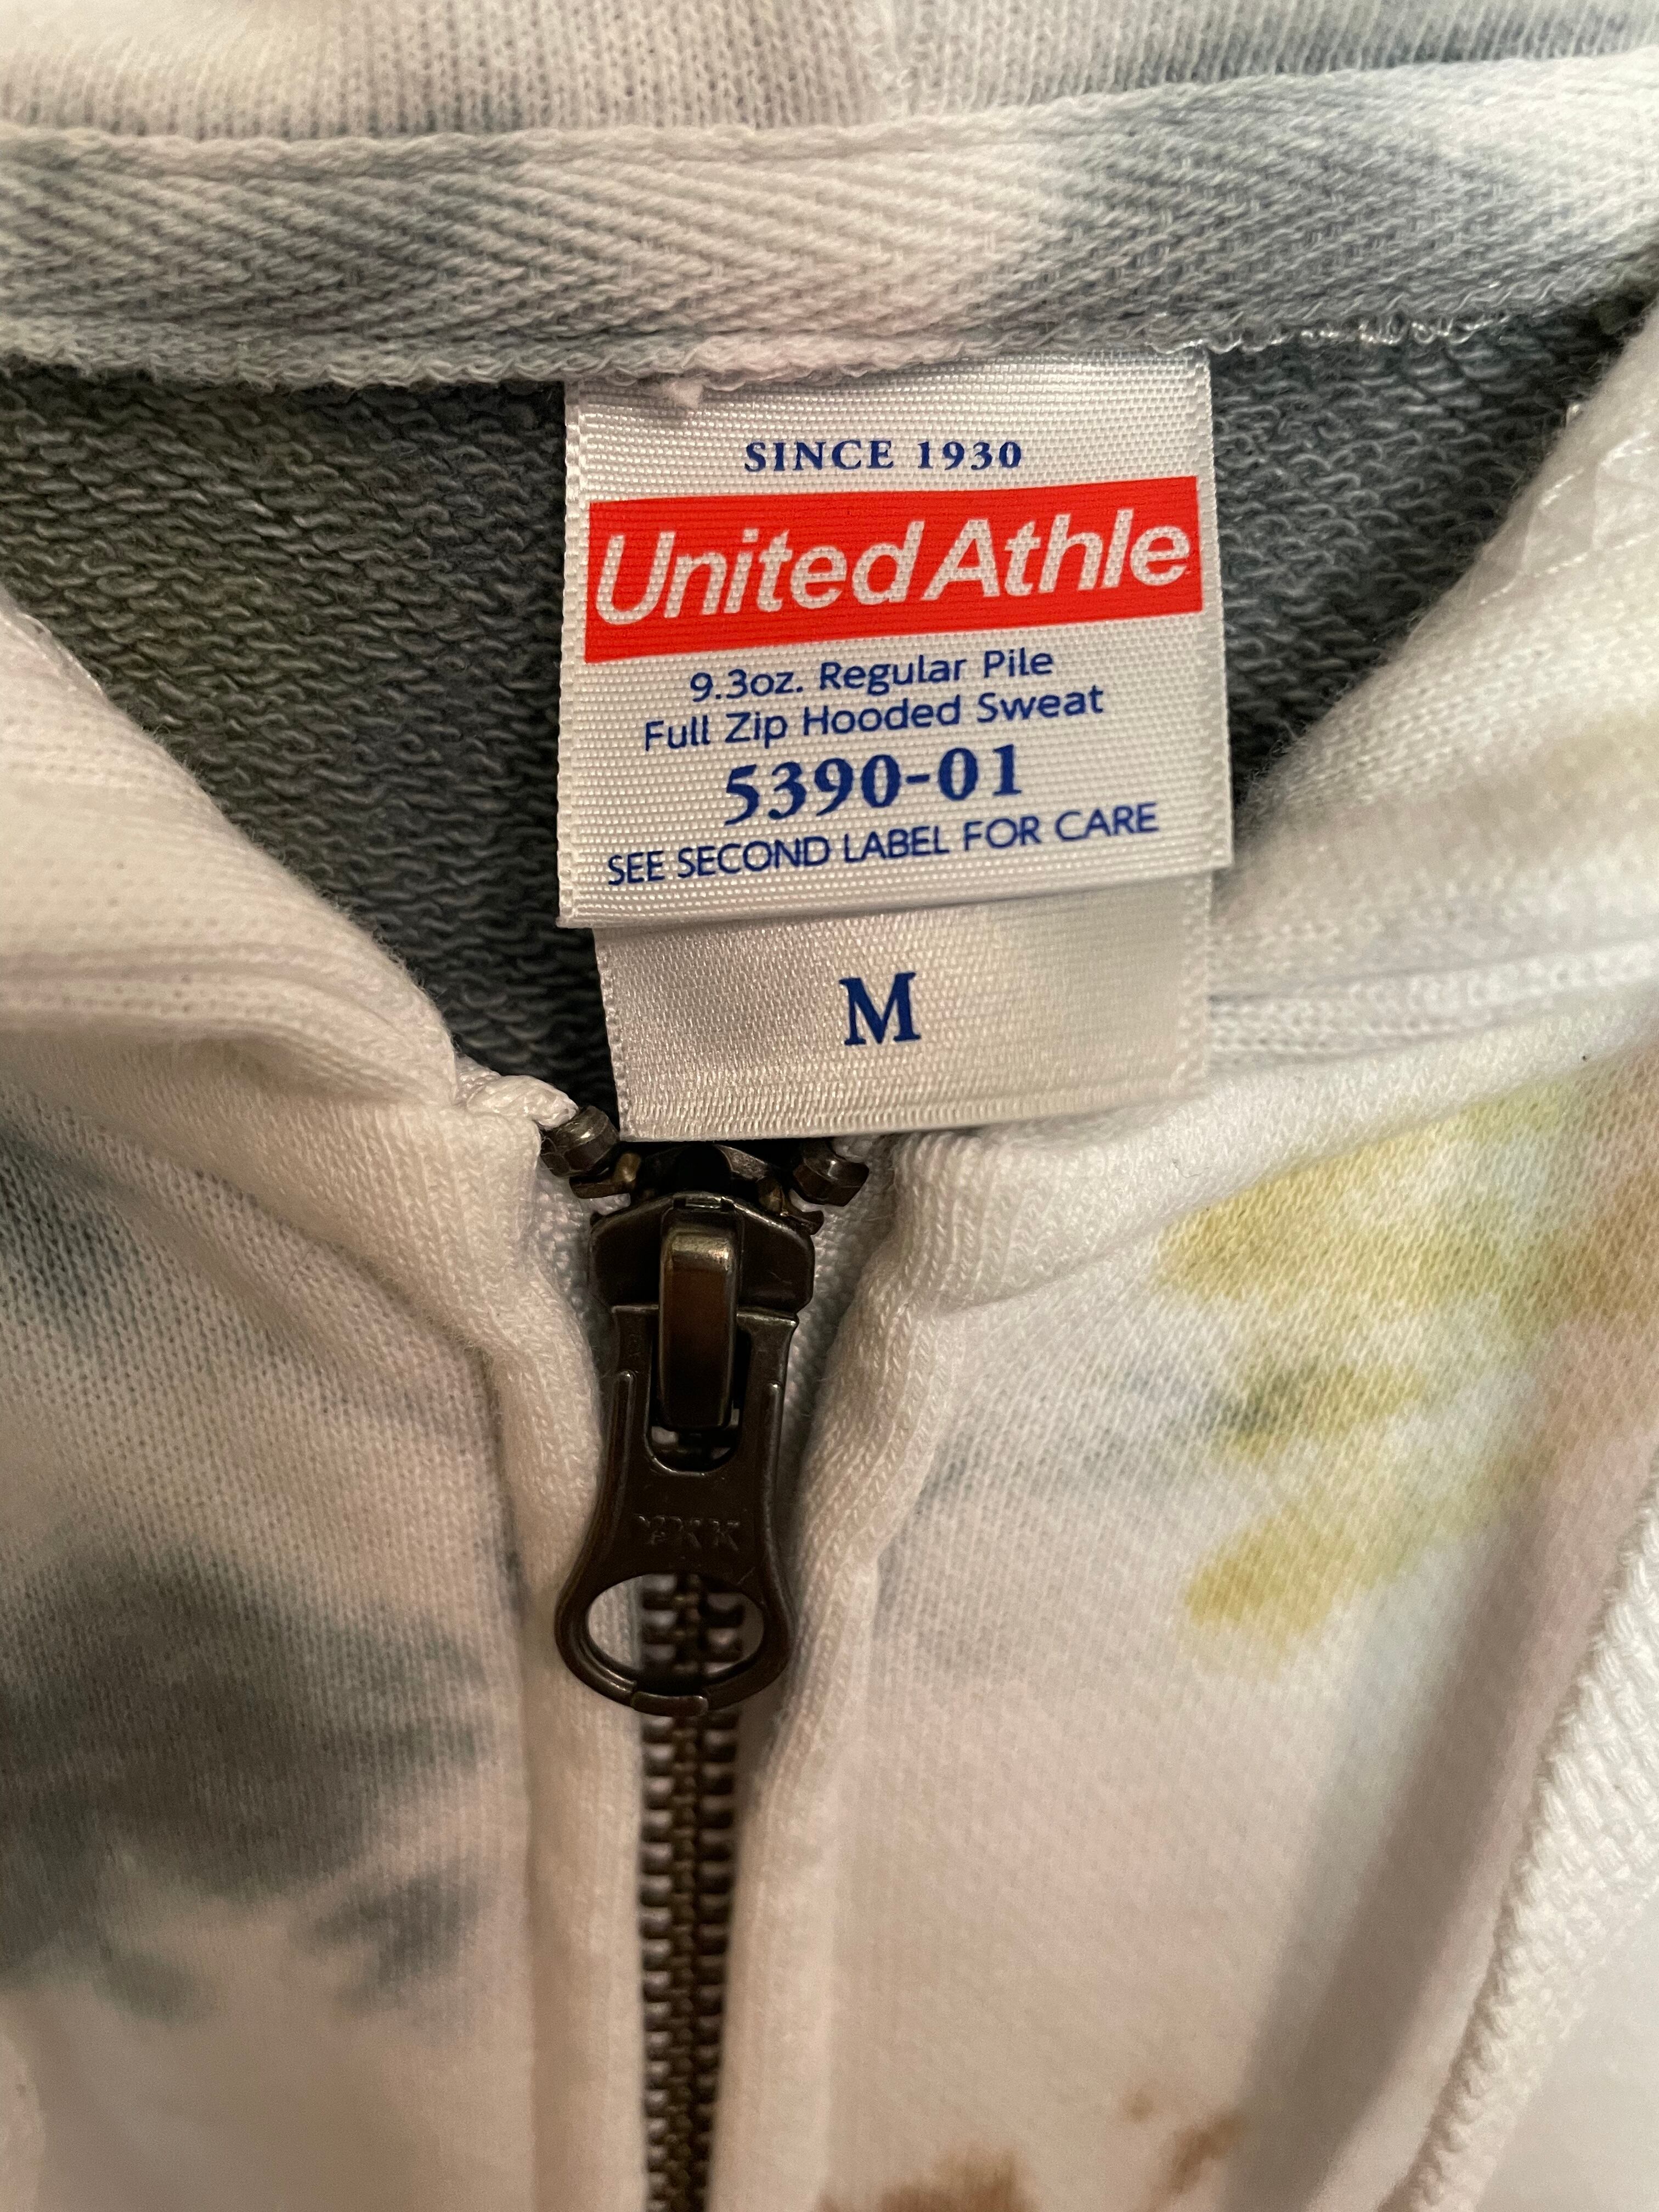 SINCE 1930
United Athle
9.3oz. Regular Pile
Full Zip Hooded Sweat
5390-01
SEE SECOND LABEL FOR CARE
M
YKK